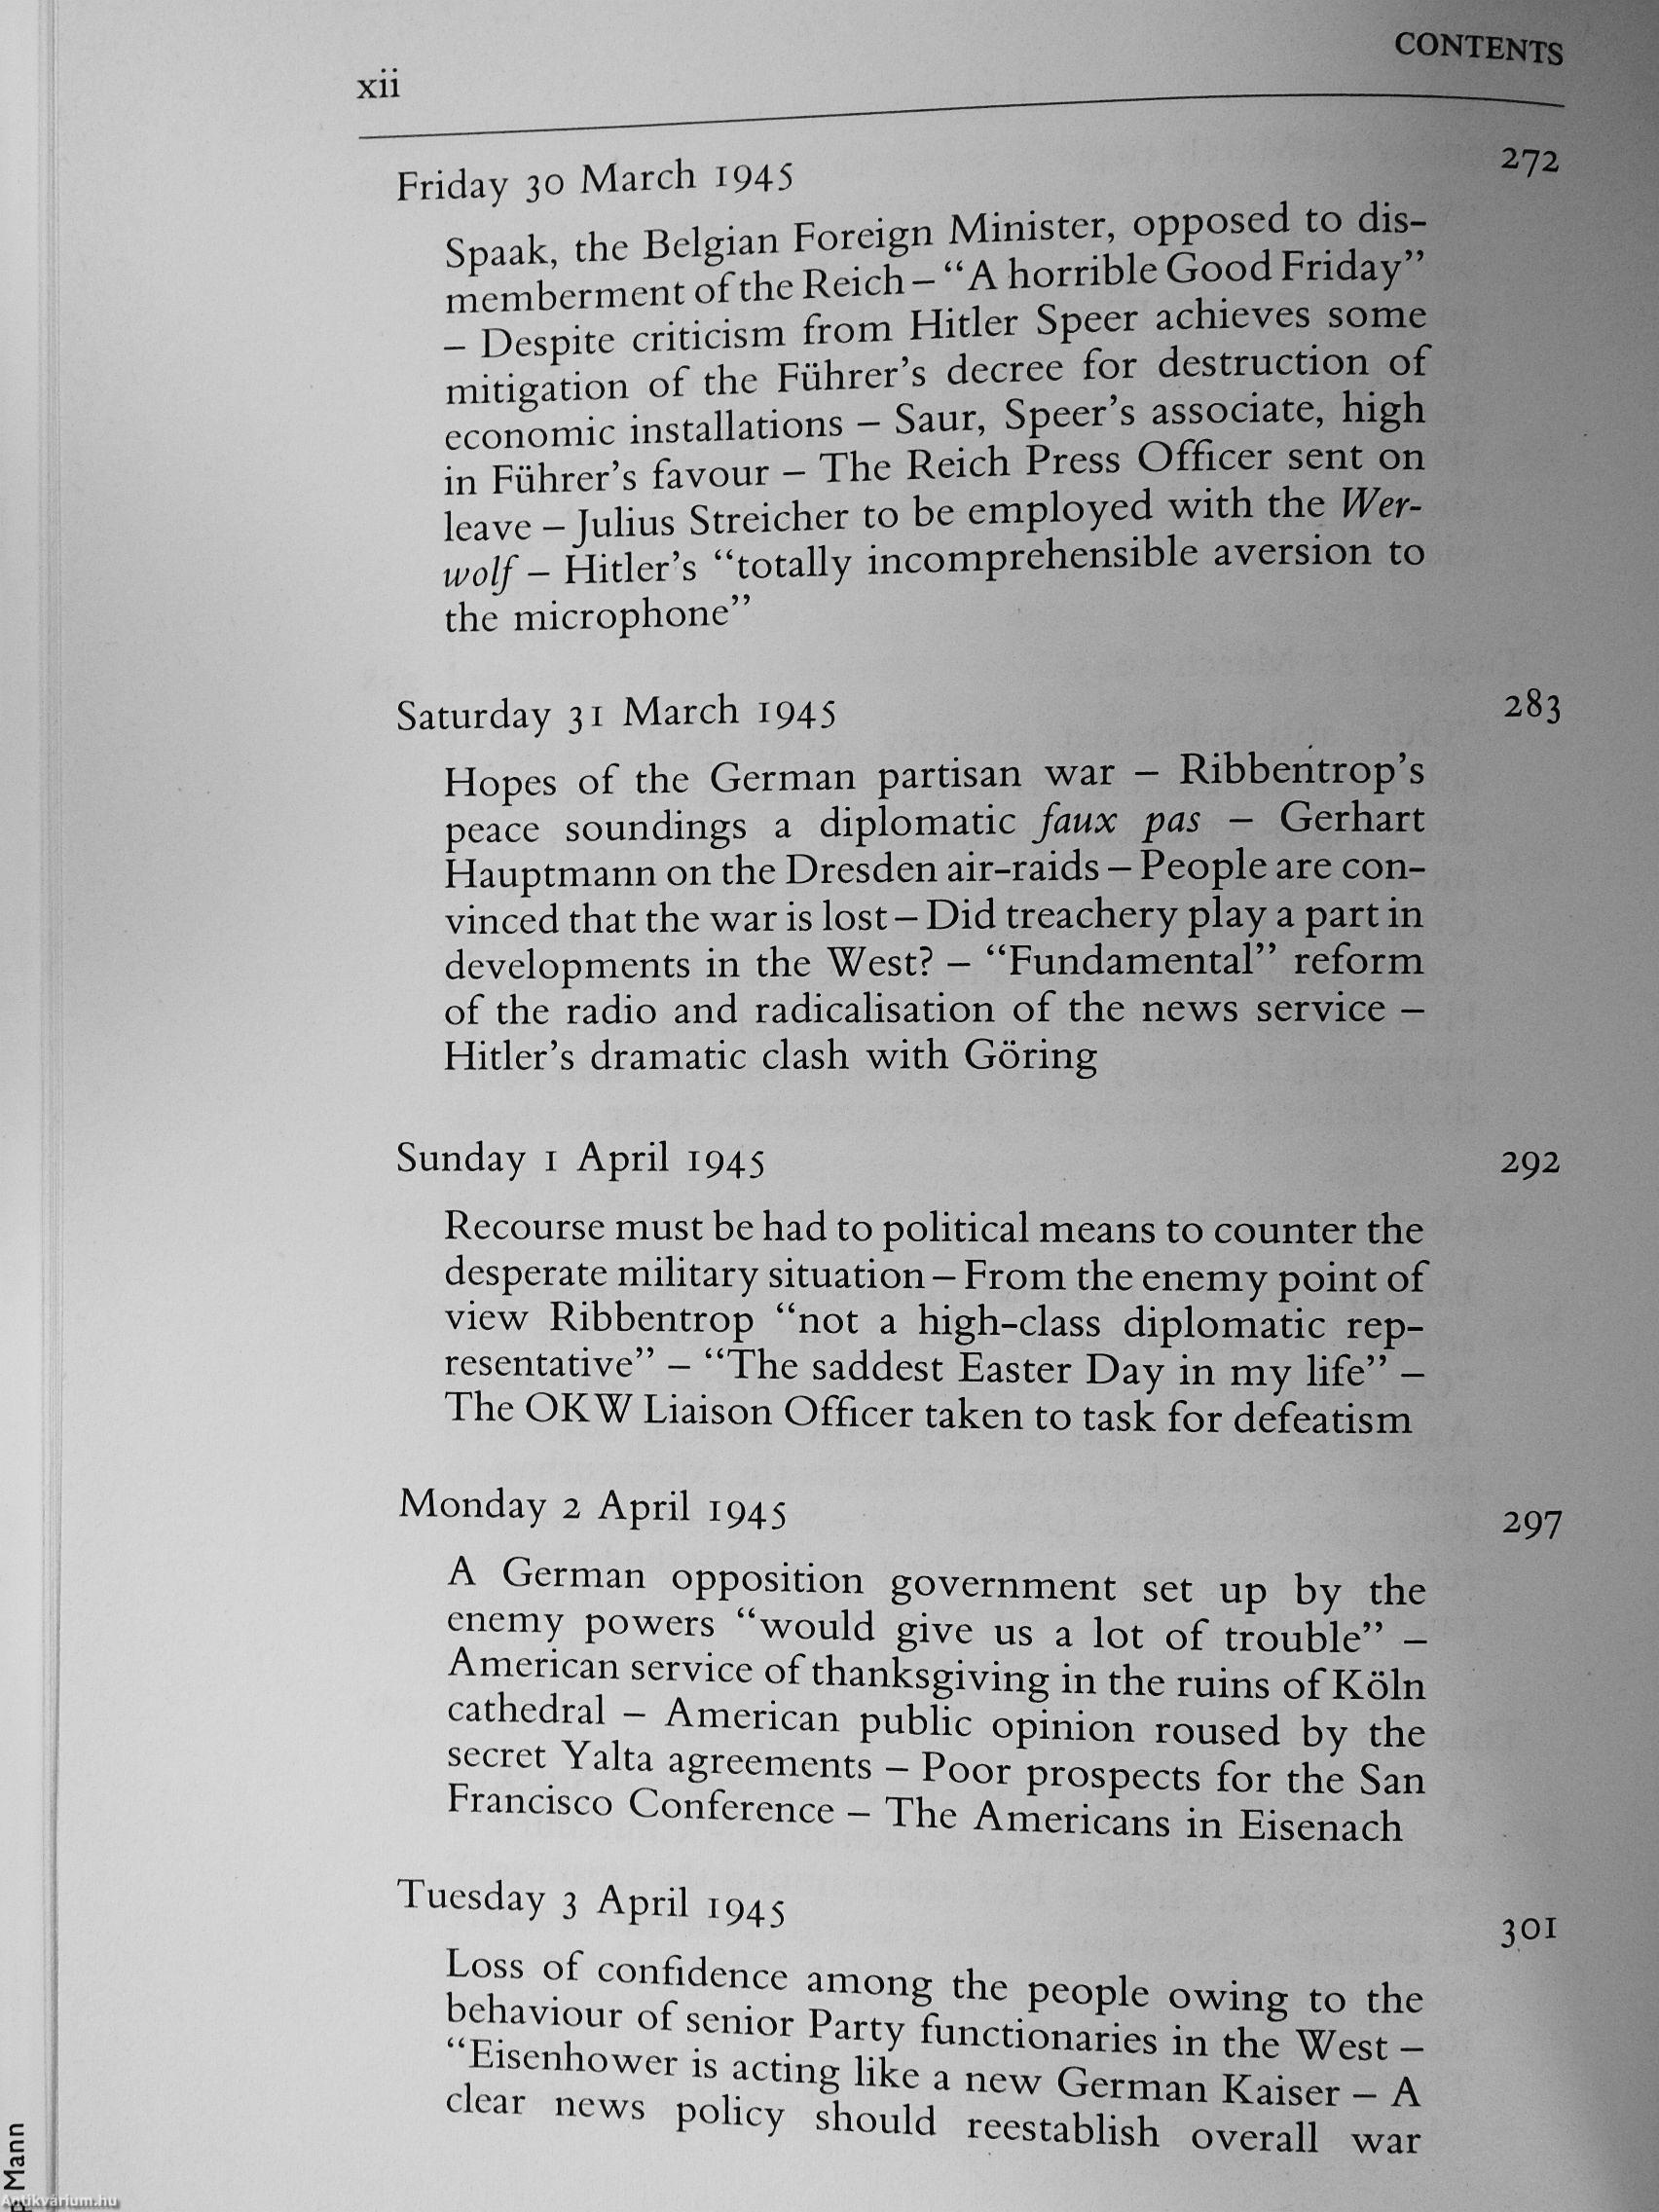 CONTENTS
xii
Friday 30 March 1945 272
Spaak, the Belgian Foreign Minister, opposed to dis-
memberment of the Reich – “A horrible Good Friday”
– Despite criticism from Hitler Speer achieves some
mitigation of the Führer’s decree for destruction of
economic installations – Saur, Speer’s associate, high
in Führer’s favour – The Reich Press Officer sent on
leave – Julius Streicher to be employed with the Wer-
wolf – Hitler’s “totally incomprehensible aversion to
the microphone”
Saturday 31 March 1945 283
Hopes of the German partisan war – Ribbentrop’s
peace soundings a diplomatic faux pas – Gerhart
Hauptmann on the Dresden air-raids – People are con-
vinced that the war is lost – Did treachery play a part in
developments in the West? – “Fundamental” reform
of the radio and radicalisation of the news service –
Hitler’s dramatic clash with Göring
Sunday 1 April 1945 292
Recourse must be had to political means to counter the
desperate military situation – From the enemy point of
view Ribbentrop “not a high-class diplomatic rep-
resentative” – “The saddest Easter Day in my life” –
The OKW Liaison Officer taken to task for defeatism
Monday 2 April 1945 297
A German opposition government set up by the
enemy powers “would give us a lot of trouble” –
American service of thanksgiving in the ruins of Köln
cathedral – American public opinion roused by the
secret Yalta agreements – Poor prospects for the San
Francisco Conference – The Americans in Eisenach
Tuesday 3 April 1945 301
Loss of confidence among the people owing to the
behaviour of senior Party functionaries in the West –
“Eisenhower is acting like a new German Kaiser – A
clear news policy should reestablish overall war
Mann
Antikvárium.hu